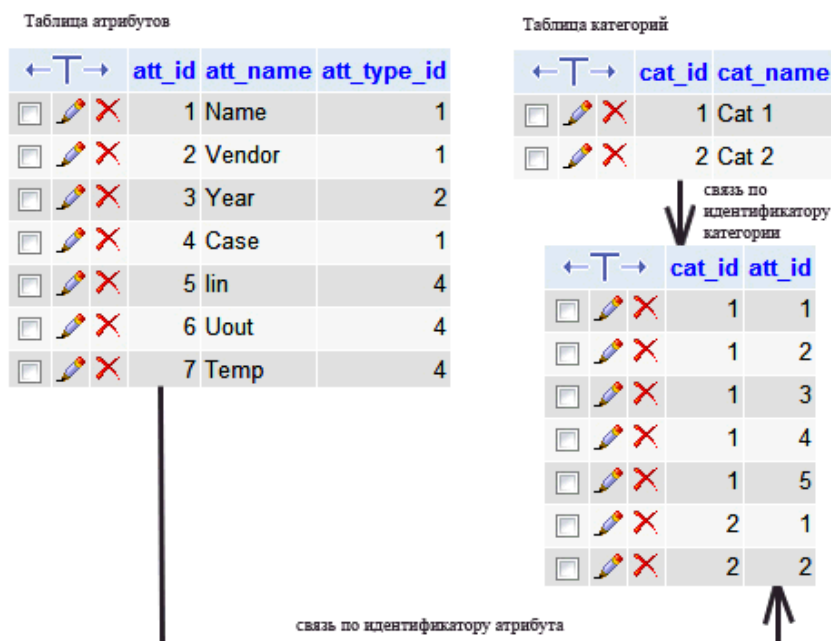 Таблица атрибутов
att_id att_name att_type_id
1 Name 1
2 Vendor 1
3 Year 2
4 Case 1
5 Iin 4
6 Uout 4
7 Temp 4
Таблица категорий
cat_id cat_name
1 Cat 1
2 Cat 2
связь по
идентификатору
категории
cat_id att_id
1 1
1 2
1 3
1 4
1 5
2 1
2 2
связь по идентификатору атрибута